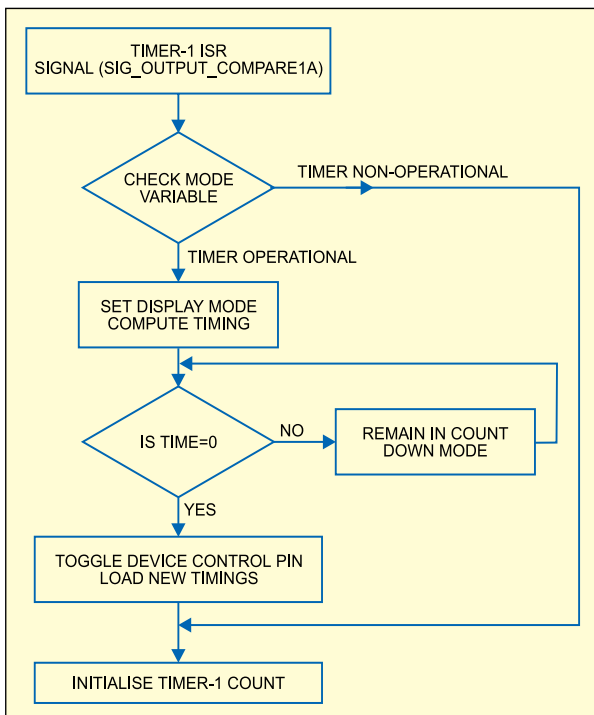 TIMER-1 ISR
SIGNAL (SIG_OUTPUT_COMPARE1A)
CHECK MODE
VARIABLE
TIMER NON-OPERATIONAL
TIMER OPERATIONAL
SET DISPLAY MODE
COMPUTE TIMING
IS TIME=0
NO
REMAIN IN COUNT
DOWN MODE
YES
TOGGLE DEVICE CONTROL PIN
LOAD NEW TIMINGS
INITIALISE TIMER-1 COUNT